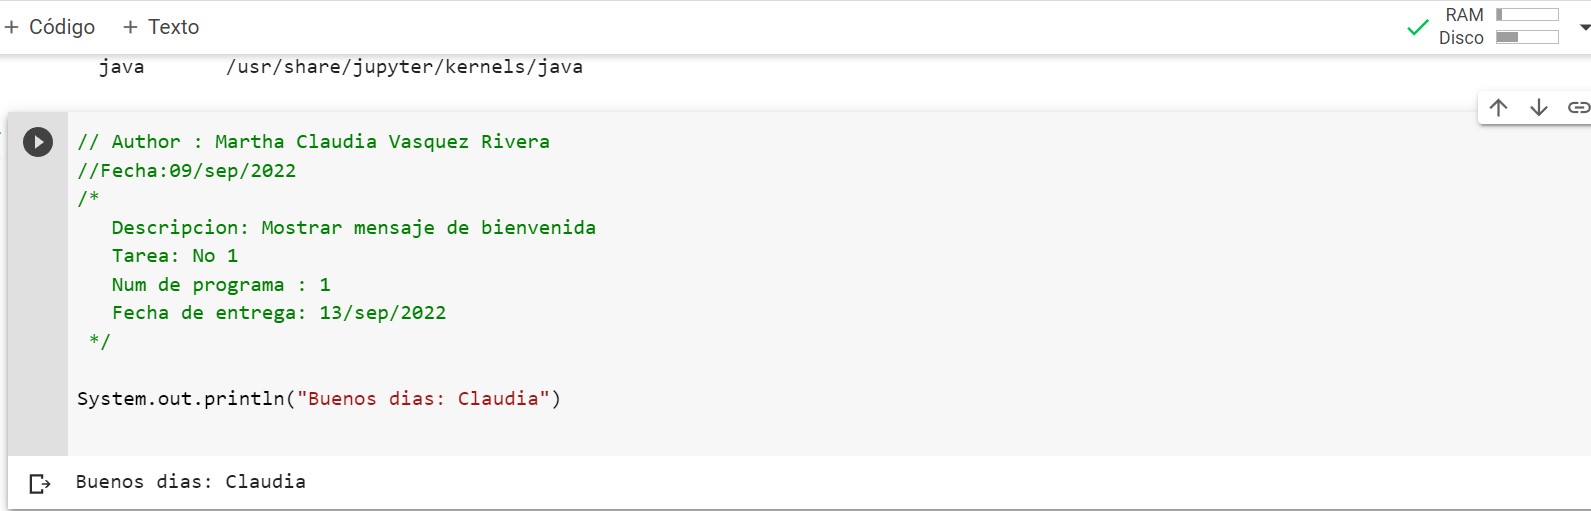 + Código + Texto
RAM
Disco
java /usr/share/jupyter/kernels/java
// Author : Martha Claudia Vasquez Rivera
//Fecha:09/sep/2022
/*
Descripcion: Mostrar mensaje de bienvenida
Tarea: No 1
Num de programa : 1
Fecha de entrega: 13/sep/2022
*/
System.out.println("Buenos dias: Claudia")
Buenos dias: Claudia